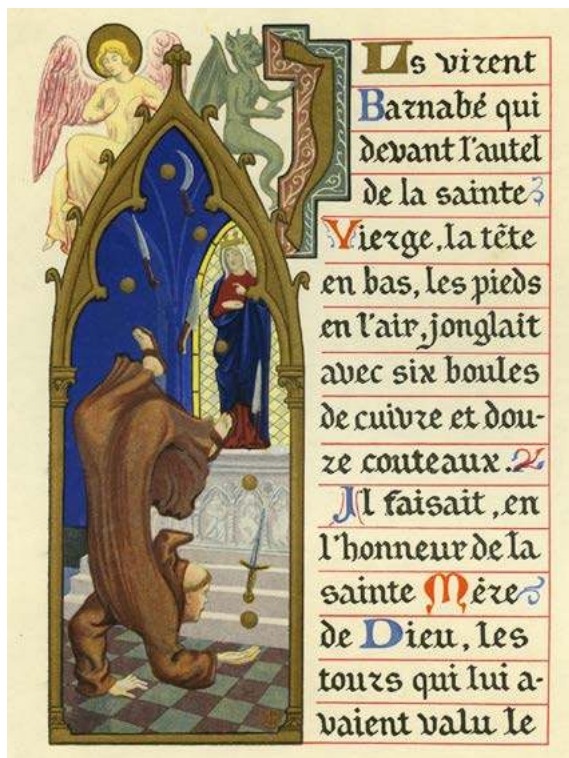 ILs virent
Barnabé qui
devant l'autel
de la sainte
Vierge, la tête
en bas, les pieds
en l'air, jonglait
avec six boules
de cuivre et dou-
ze couteaux.
Il faisait, en
l'honneur de la
sainte Mére
de Dieu, les
tours qui lui a-
vaient valu le